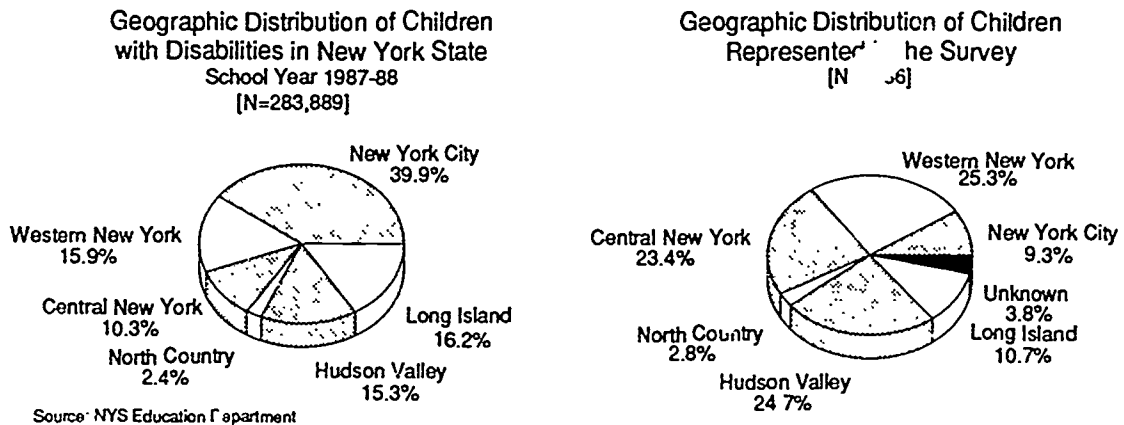 Geographic Distribution of Children
with Disabilities in New York State
School Year 1987-88
[N=283,889]
New York City
39.9%
Western New York
15.9%
Central New York
10.3%
North Country
2.4%
Hudson Valley
15.3%
Long Island
16.2%
Source: NYS Education
Geographic Distribution of Children
he Survey
[N
Western New York
25.3%
Central New York
23.4%
New York City
9.3%
Unknown
3.8%
Long Island
10.7%
North Country
2.8%
Hudson Valley
24 7%